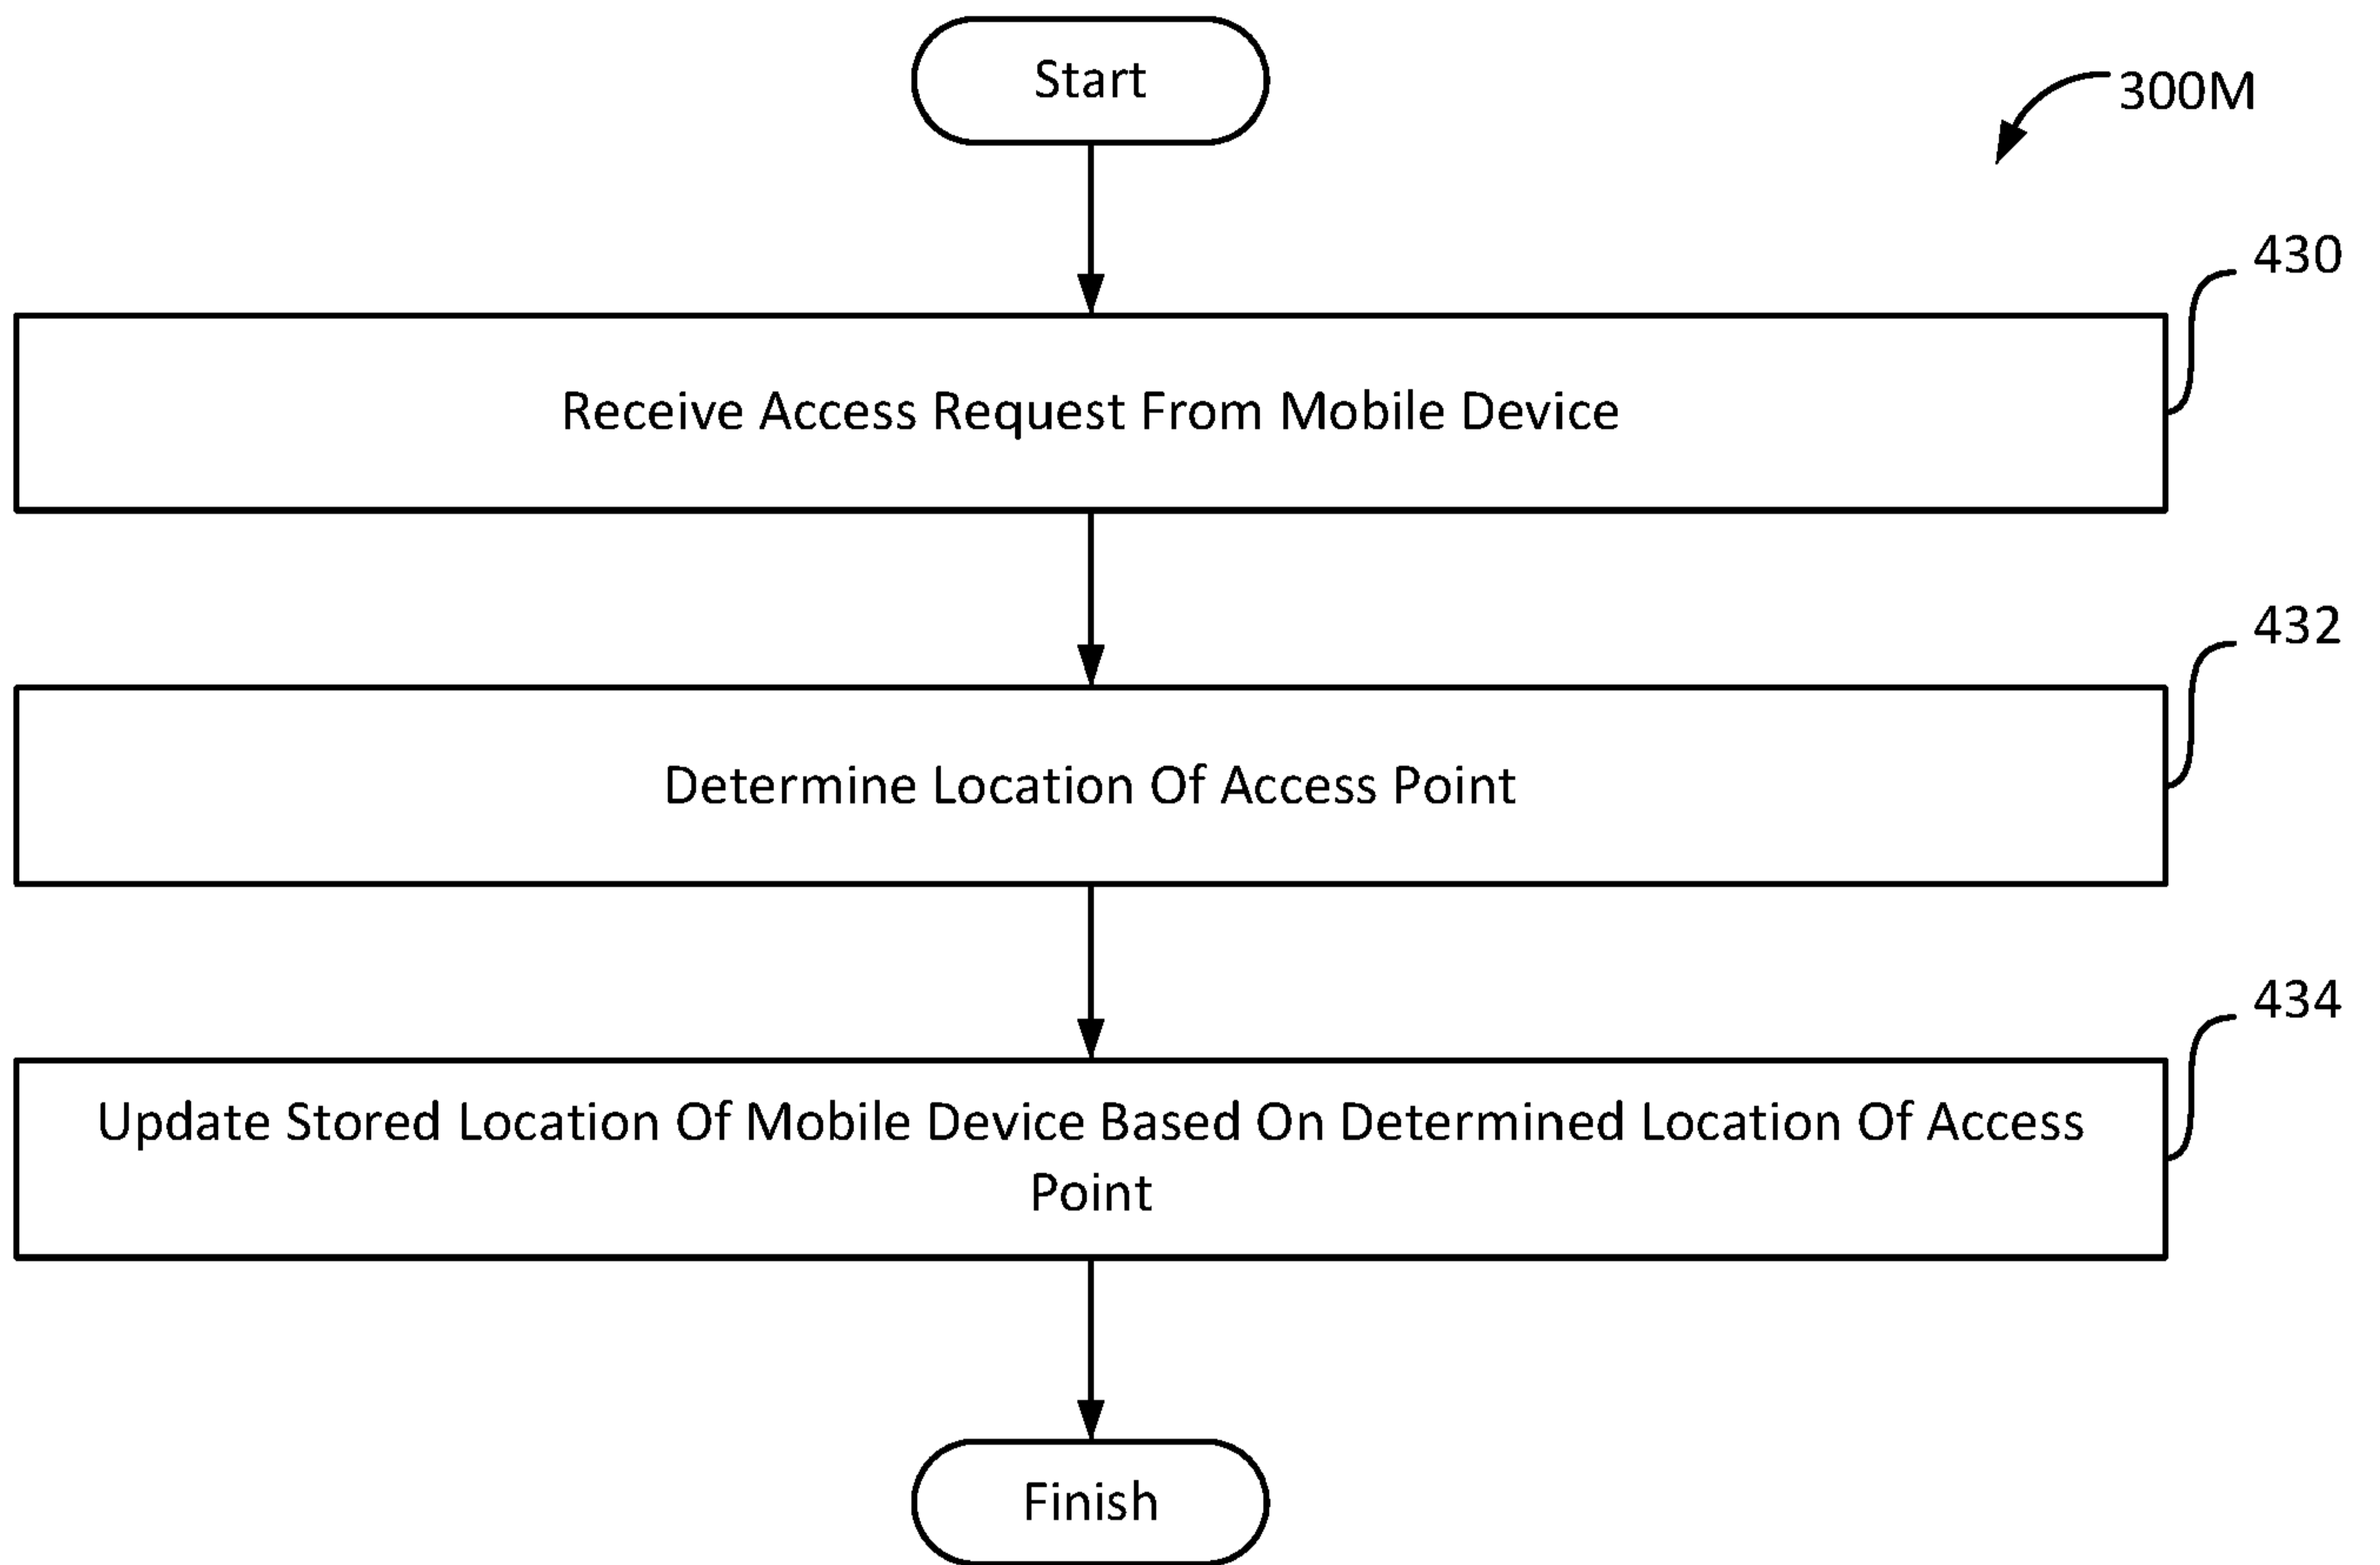 Start
300M
430
Receive Access Request From Mobile Device
432
Determine Location Of Access Point
434
Update Stored Location Of Mobile Device Based On Determined Location Of Access
Point
Finish